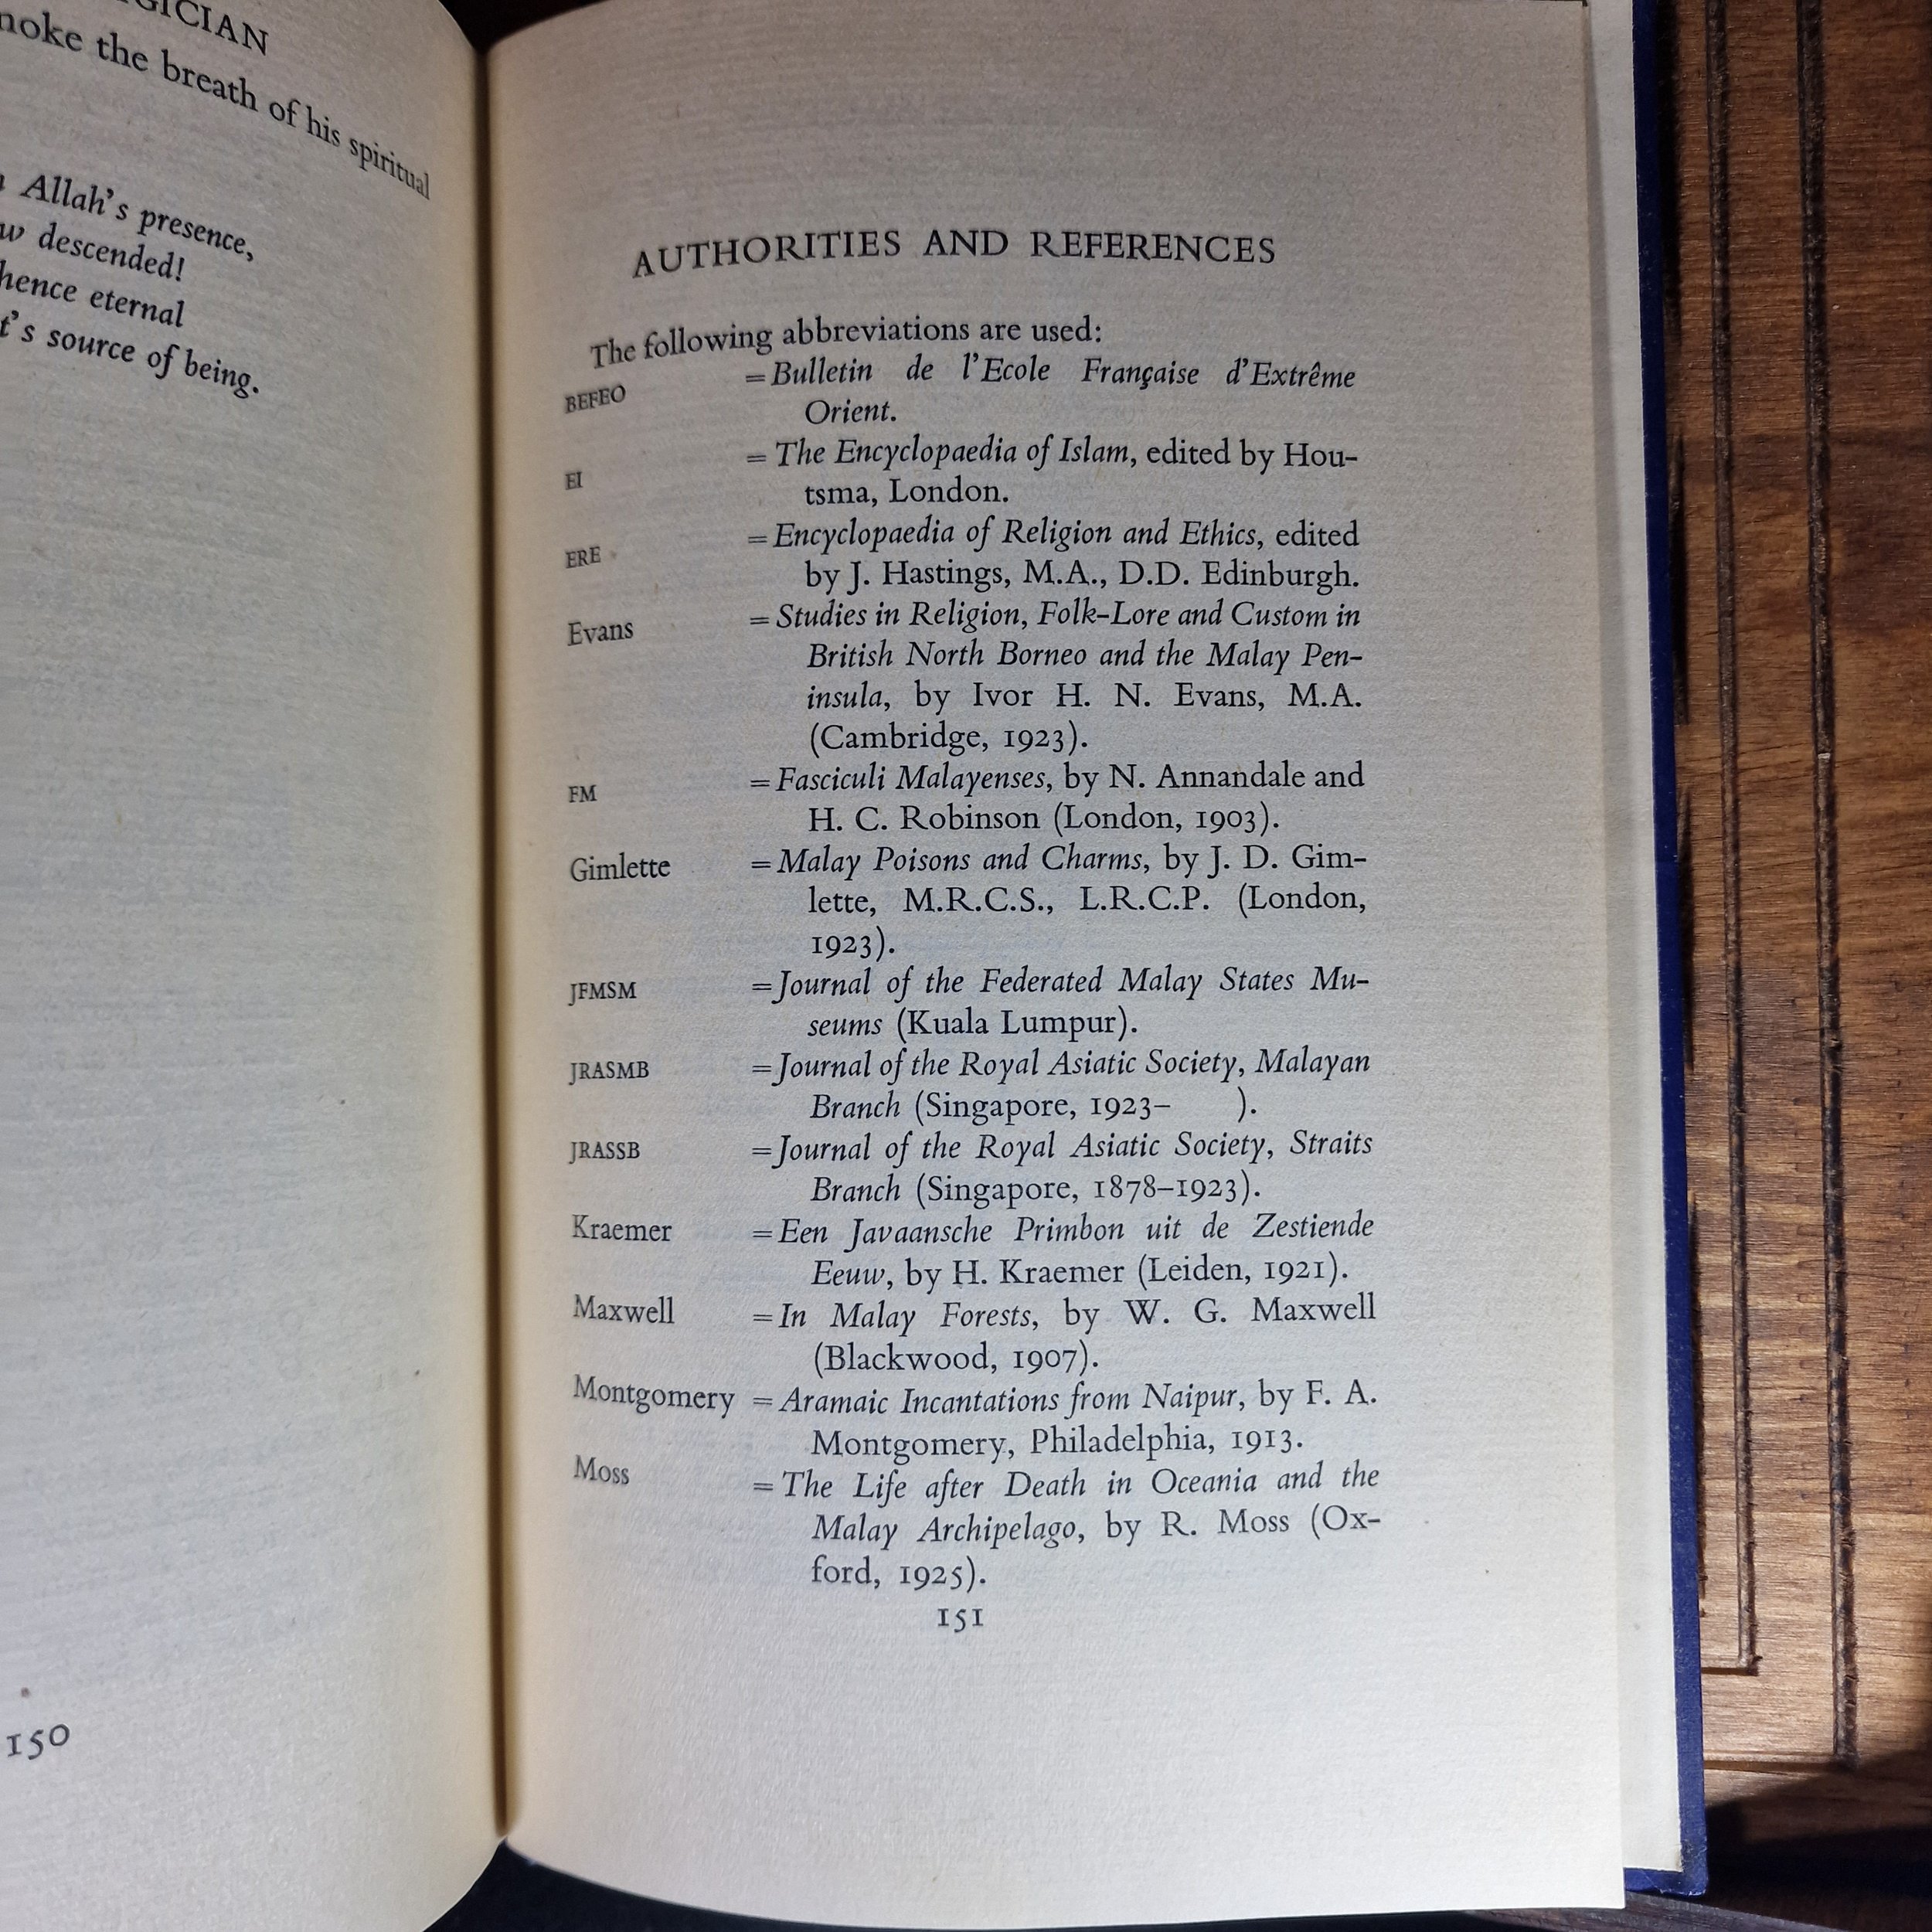 GICIAN
the breath of his spiritual
Allah's presence,
descended!
hence eternal
t's source of being.
150
AUTHORITIES AND REFERENCES
The following abbreviations are used:
BEFEO = Bulletin de l'Ecole Française d'Extrême
Orient.
EI = The Encyclopaedia of Islam, edited by Hou-
tsma, London.
ERE = Encyclopaedia of Religion and Ethics, edited
by J. Hastings, M.A., D.D. Edinburgh.
Evans = Studies in Religion, Folk-Lore and Custom in
British North Borneo and the Malay Pen-
insula, by Ivor H. N. Evans, M.A.
(Cambridge, 1923).
FM = Fasciculi Malayenses, by N. Annandale and
H. C. Robinson (London, 1903).
Gimlette = Malay Poisons and Charms, by J. D. Gim-
lette, M.R.C.S., L.R.C.P. (London,
1923).
JFMSM = Journal of the Federated Malay States Mu-
seums (Kuala Lumpur).
JRASMB = Journal of the Royal Asiatic Society, Malayan
Branch (Singapore, 1923– ).
JRASSB = Journal of the Royal Asiatic Society, Straits
Branch (Singapore, 1878–1923).
Kraemer = Een Javaansche Primbon uit de Zestiende
Eeuw, by H. Kraemer (Leiden, 1921).
Maxwell = In Malay Forests, by W. G. Maxwell
(Blackwood, 1907).
Montgomery = Aramaic Incantations from Naipur, by F. A.
Montgomery, Philadelphia, 1913.
Moss = The Life after Death in Oceania and the
Malay Archipelago, by R. Moss (Ox-
ford, 1925).
151